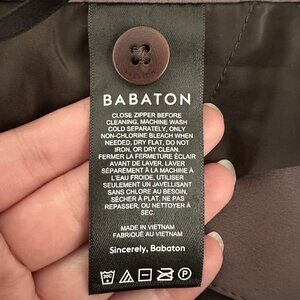 BABATON
CLOSE ZIPPER BEFORE
CLEANING, MACHINE WASH
COLD SEPARATELY, ONLY
NON-CHLORINE BLEACH WHEN
NEEDED, DRY FLAT, DO NOT
IRON, OR DRY CLEAN.
FERMER LA FERMETURE ÉCLAIR
AVANT DE LAVER, LAVER
SÉPARÉMENT À LA MACHINE À
L'EAU FROIDE, UTILISER
SEULEMENT UN JAVELLISANT
SANS CHLORE AU BESOIN,
SÉCHER À PLAT, NE PAS
REPASSER, OU NETTOYER À
SEC.
MADE IN VIETNAM
FABRIQUÉ AU VIETNAM
Sincerely, Babaton